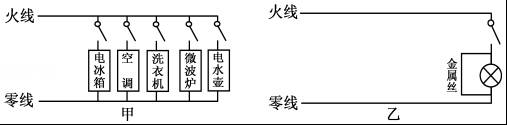 火线 火线
电冰箱 空调 洗衣机 微波炉 电水壶 金属丝
零线 零线
甲 乙